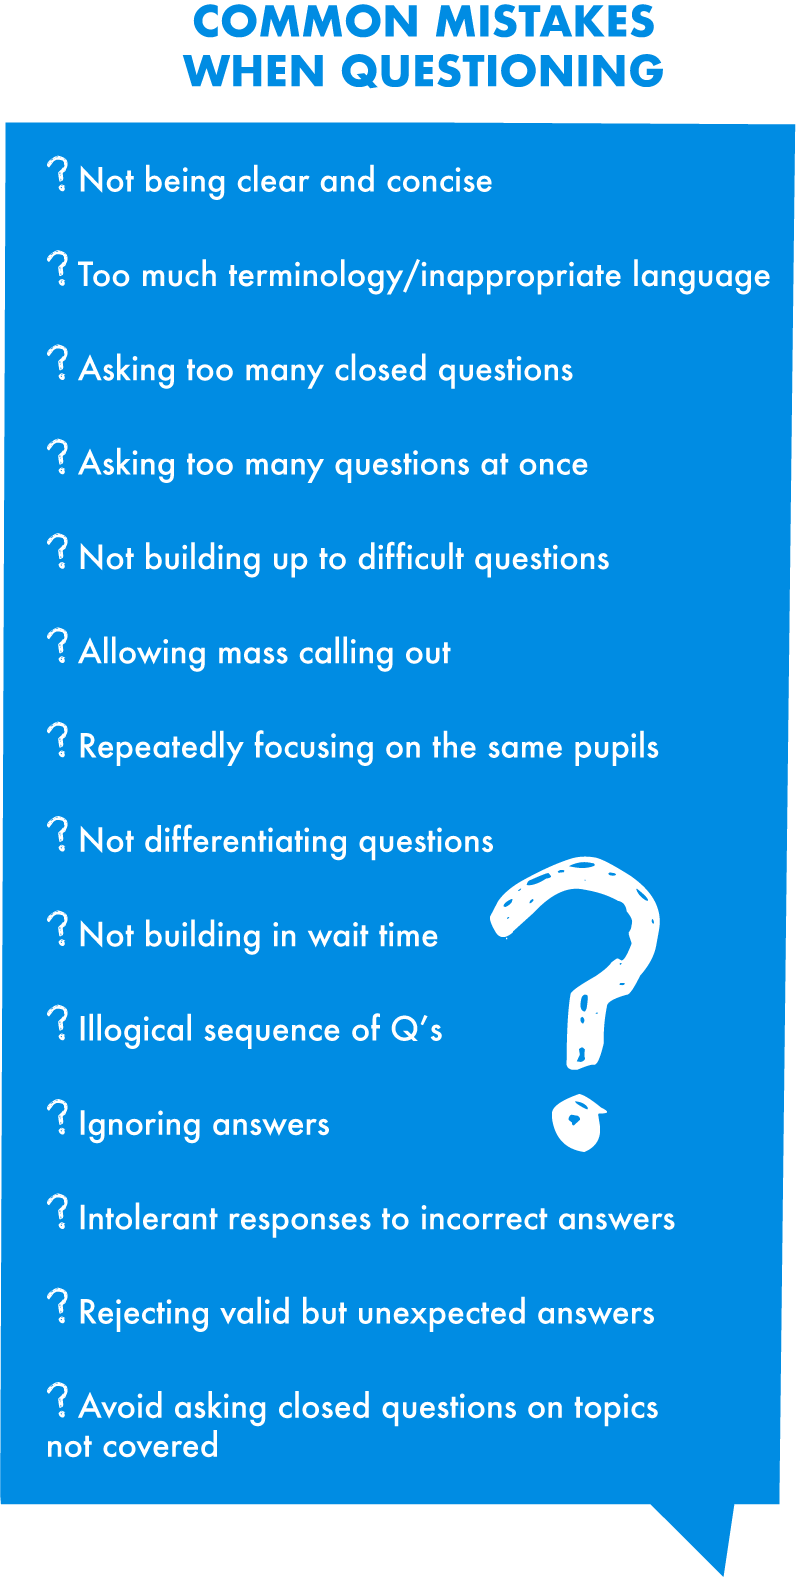 COMMON MISTAKES
WHEN QUESTIONING
? Not being clear and concise
? Too much terminology/inappropriate language
? Asking too many closed questions
? Asking too many questions at once
? Not building up to difficult questions
? Allowing mass calling out
? Repeatedly focusing on the same pupils
? Not differentiating questions
? Not building in wait time
? Illogical sequence of Q’s
? Ignoring answers
? Intolerant responses to incorrect answers
? Rejecting valid but unexpected answers
? Avoid asking closed questions on topics
not covered
?